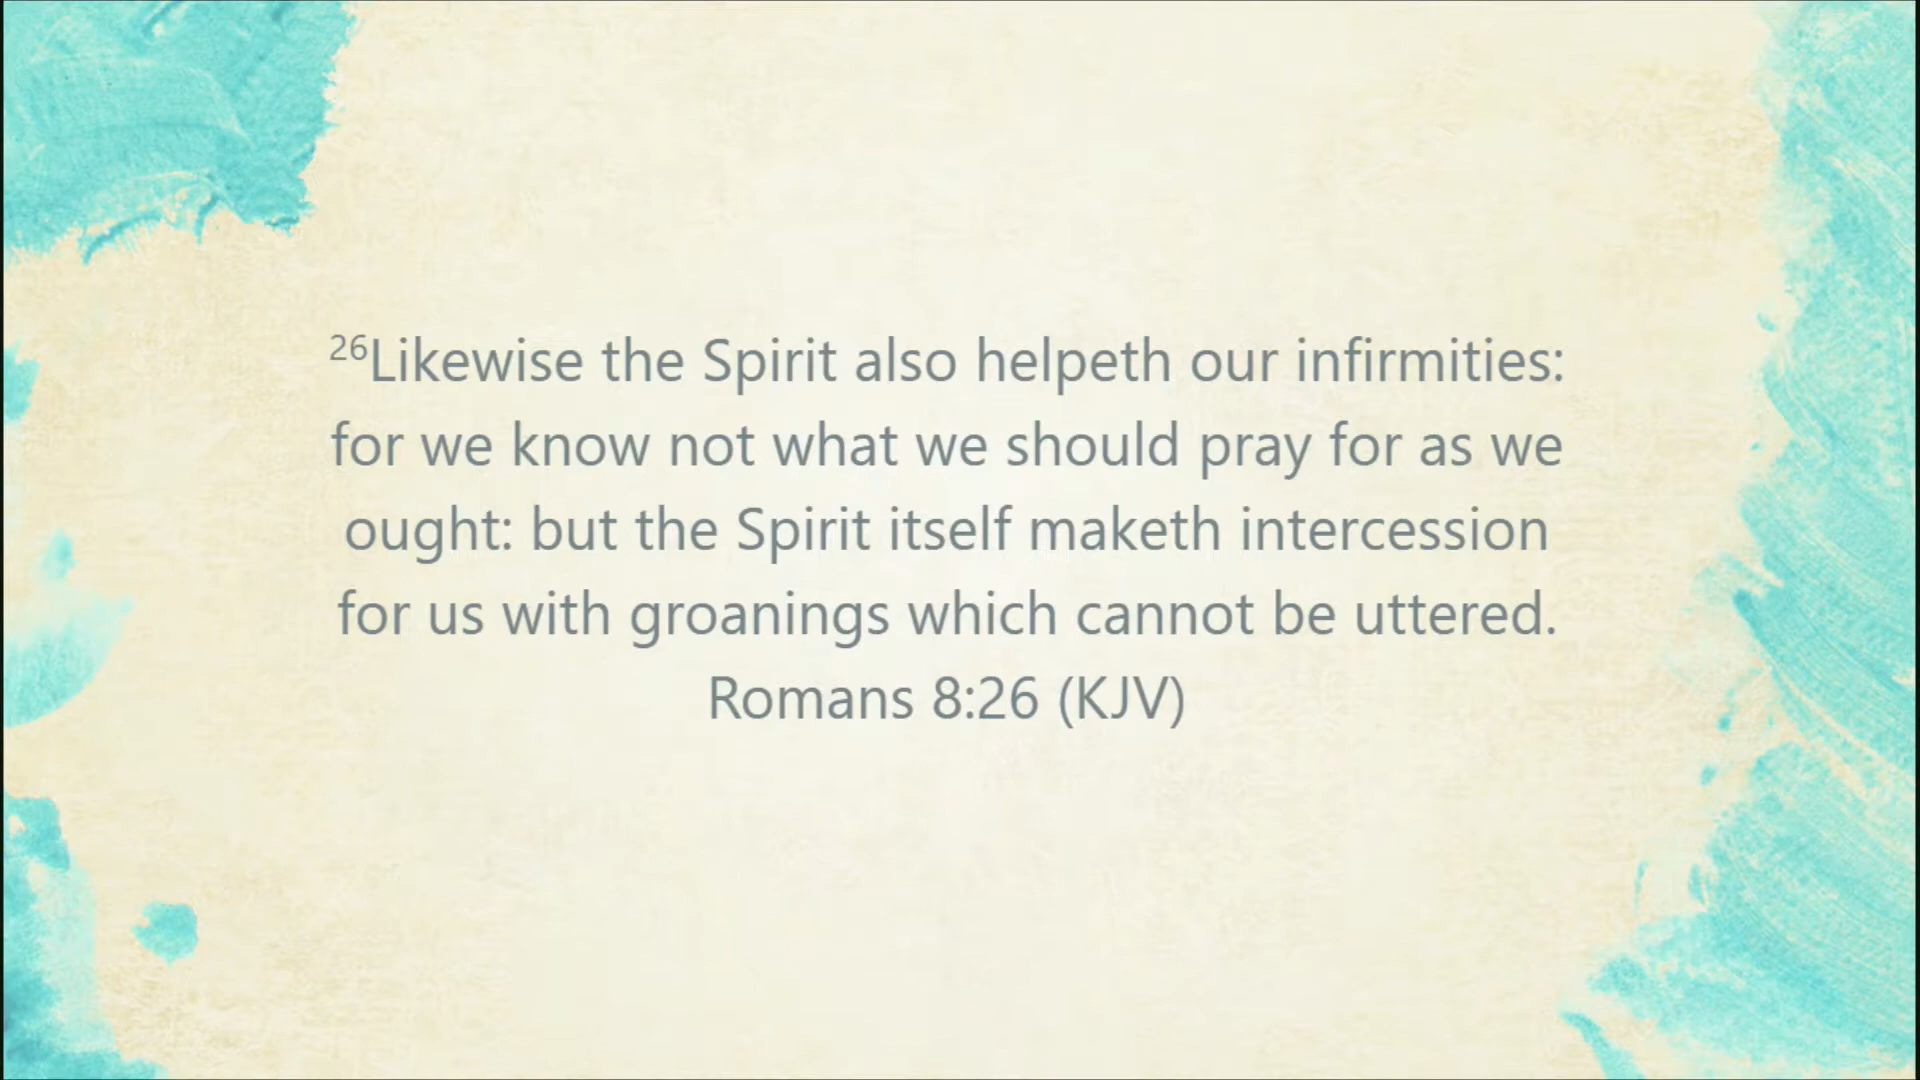 26Likewise the Spirit also helpeth our infirmities:
for we know not what we should pray for as we
ought: but the Spirit itself maketh intercession
for us with groanings which cannot be uttered.
Romans 8:26 (KJV)